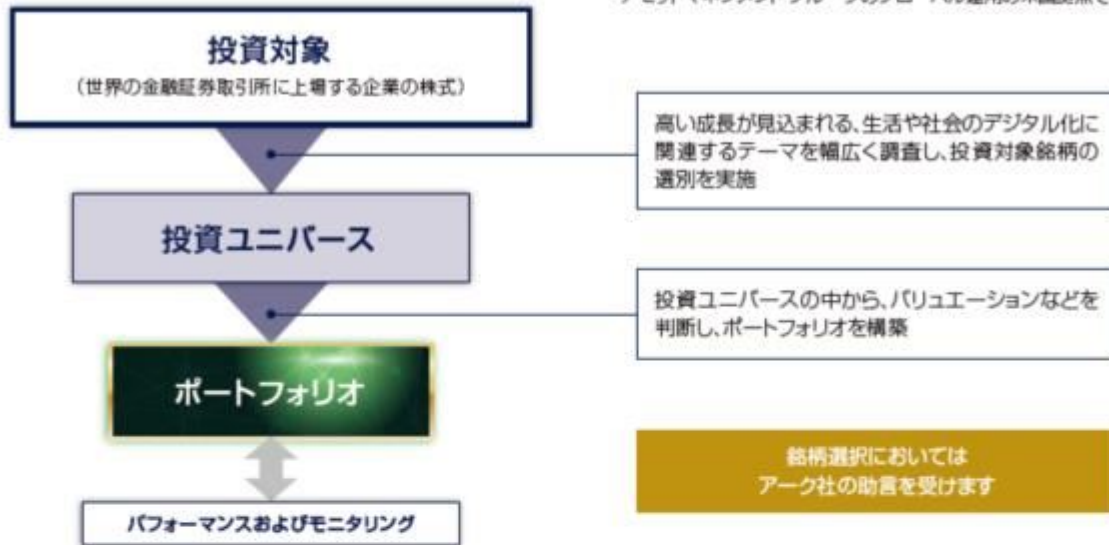 投資対象
(世界の金融証券取引所に上場する企業の株式)
高い成長が見込まれる、生活や社会のデジタル化に
関連するテーマを幅広く調査し、投資対象銘柄の
選別を実施
投資ユニバース
投資ユニバースの中から、バリュエーションなどを
判断し、ポートフォリオを構築
ポートフォリオ
銘柄選択においては
アーク社の助言を受けます
パフォーマンスおよびモニタリング